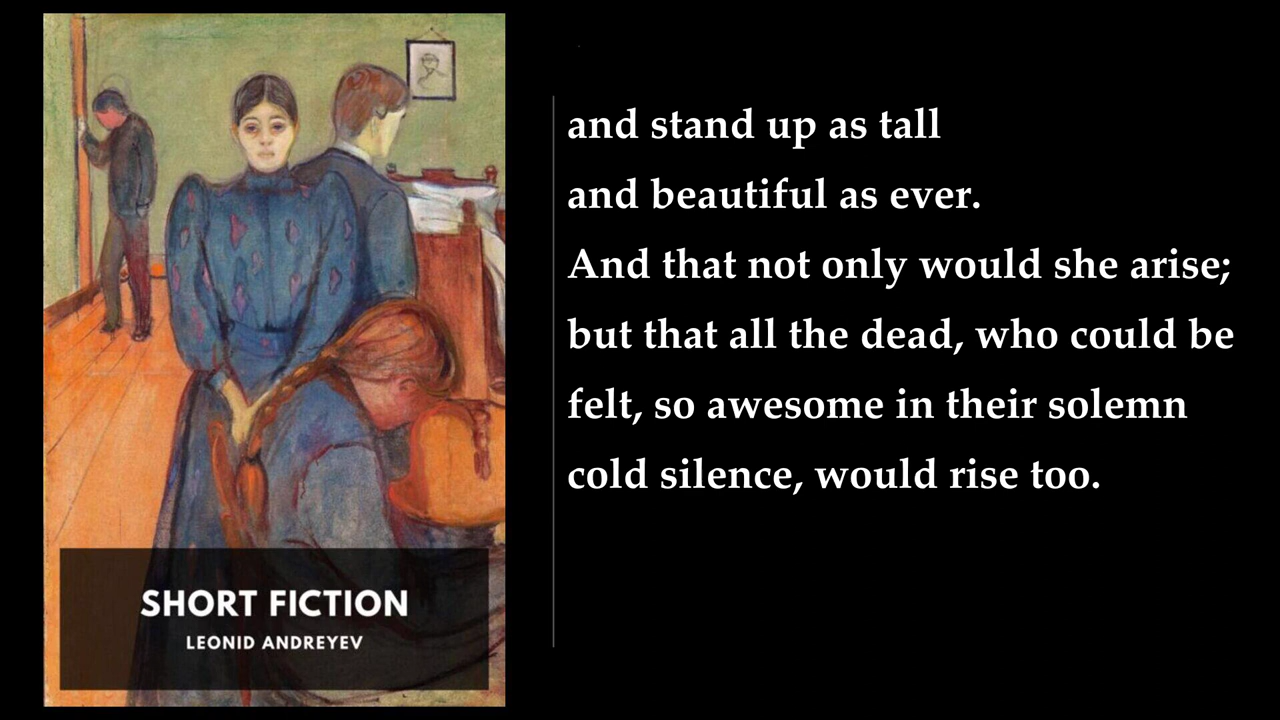 and stand up as tall
and beautiful as ever.
And that not only would she arise;
but that all the dead, who could be
felt, so awesome in their solemn
cold silence, would rise too.
SHORT FICTION
LEONID ANDREYEV